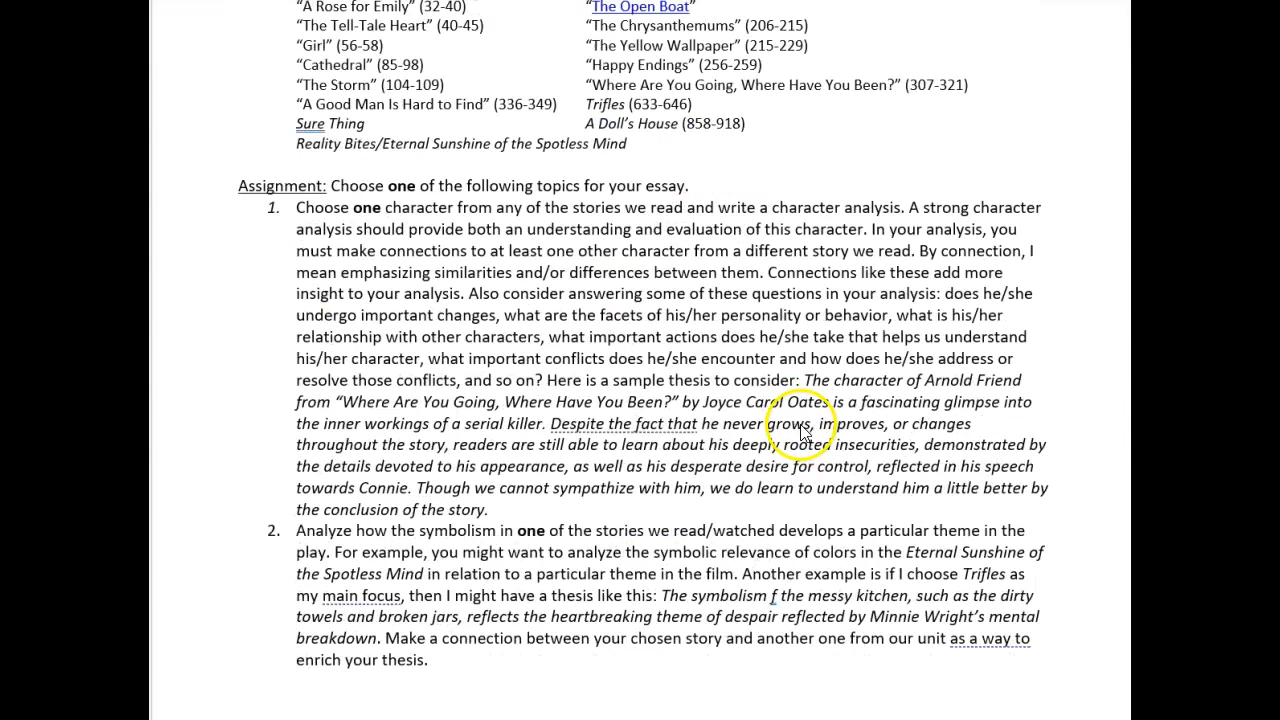 "A Rose for Emily" (32-40) "The Open Boat"
"The Tell-Tale Heart" (40-45) "The Chrysanthemums" (206-215)
"Girl" (56-58) "The Yellow Wallpaper" (215-229)
"Cathedral" (85-98) "Happy Endings" (256-259)
"The Storm" (104-109) "Where Are You Going, Where Have You Been?" (307-321)
"A Good Man Is Hard to Find" (336-349) Trifles (633-646)
Sure Thing A Doll's House (858-918)
Reality Bites/Eternal Sunshine of the Spotless Mind
Assignment: Choose one of the following topics for your essay.
1. Choose one character from any of the stories we read and write a character analysis. A strong character
analysis should provide both an understanding and evaluation of this character. In your analysis, you
must make connections to at least one other character from a different story we read. By connection, I
mean emphasizing similarities and/or differences between them. Connections like these add more
insight to your analysis. Also consider answering some of these questions in your analysis: does he/she
undergo important changes, what are the facets of his/her personality or behavior, what is his/her
relationship with other characters, what important actions does he/she take that helps us understand
his/her character, what important conflicts does he/she encounter and how does he/she address or
resolve those conflicts, and so on? Here is a sample thesis to consider: The character of Arnold Friend
from "Where Are You Going, Where Have You Been?" by Joyce Carol Oates is a fascinating glimpse into
the inner workings of a serial killer. Despite the fact that he never grows, improves, or changes
throughout the story, readers are still able to learn about his deeply rooted insecurities, demonstrated by
the details devoted to his appearance, as well as his desperate desire for control, reflected in his speech
towards Connie. Though we cannot sympathize with him, we do learn to understand him a little better by
the conclusion of the story.
2. Analyze how the symbolism in one of the stories we read/watched develops a particular theme in the
play. For example, you might want to analyze the symbolic relevance of colors in the Eternal Sunshine of
the Spotless Mind in relation to a particular theme in the film. Another example is if I choose Trifles as
my main focus, then I might have a thesis like this: The symbolism f the messy kitchen, such as the dirty
towels and broken jars, reflects the heartbreaking theme of despair reflected by Minnie Wright's mental
breakdown. Make a connection between your chosen story and another one from our unit as a way to
enrich your thesis.